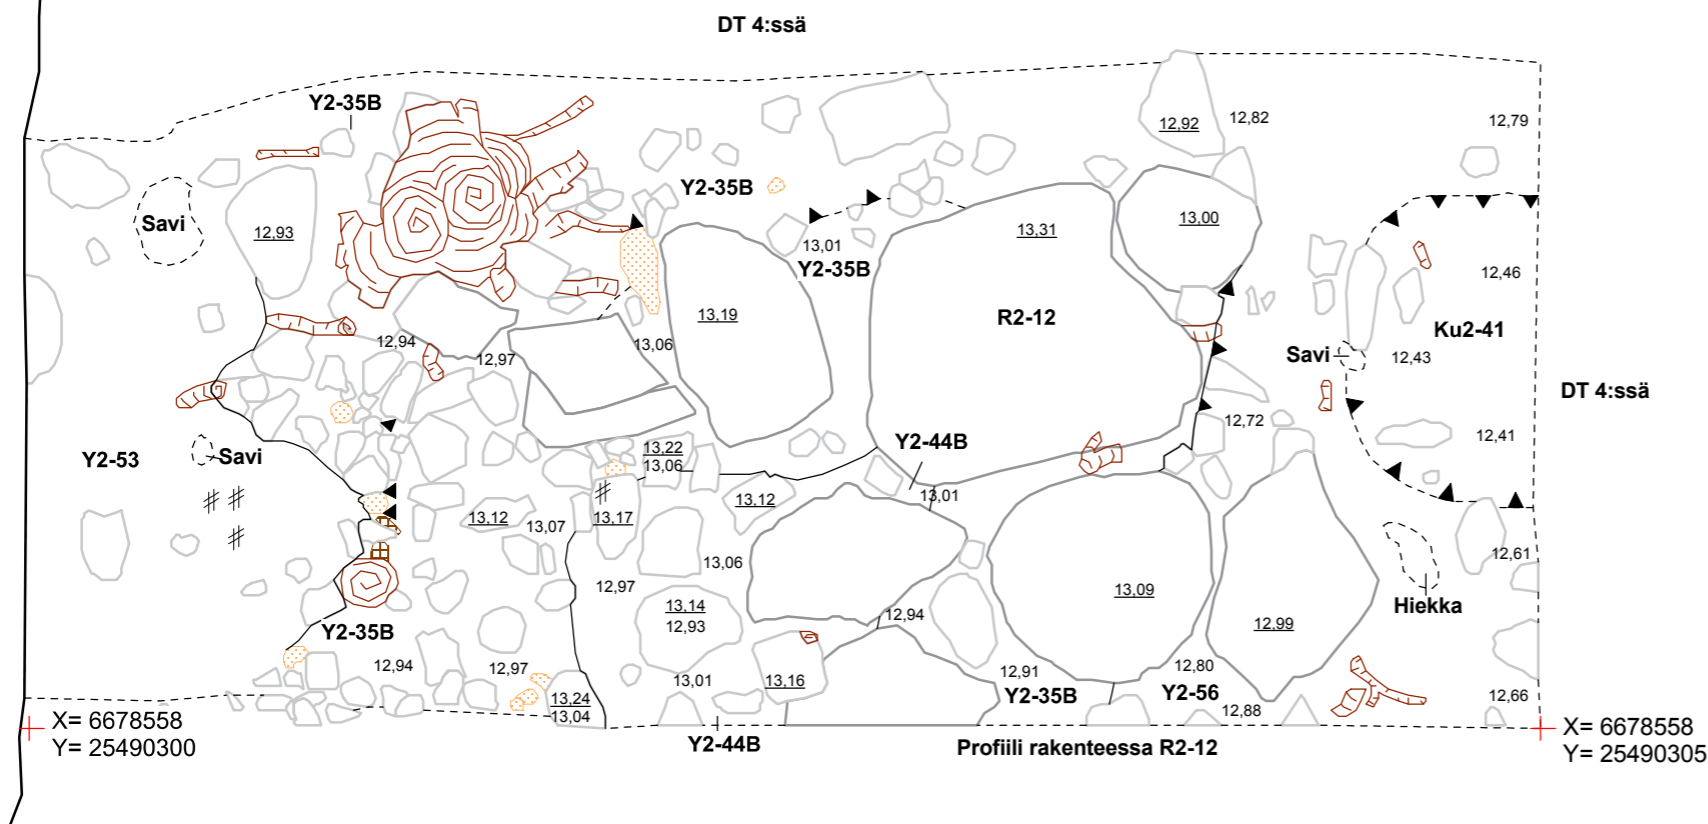 DT 4:ssä
Y2-35B
12,92
12,82
12,79
Y2-35B
Savi
12,93
13,01
Y2-35B
13,31
13,00
12,46
13,19
R2-12
Ku2-41
12,94
12,97
13,06
Savi
12,43
DT 4:ssä
12,72
12,41
Y2-53
Savi
13,22
13,06
Y2-44B
13,12
13,01
13,12
13,07
13,17
13,06
12,61
12,97
13,09
Hiekka
13,14
12,93
12,94
12,99
Y2-35B
12,94
12,97
13,01
13,16
12,91
12,80
Y2-35B
Y2-56
12,66
13,24
13,04
12,88
X= 6678558
Y= 25490300
Y2-44B
Profiili rakenteessa R2-12
X= 6678558
Y= 25490305